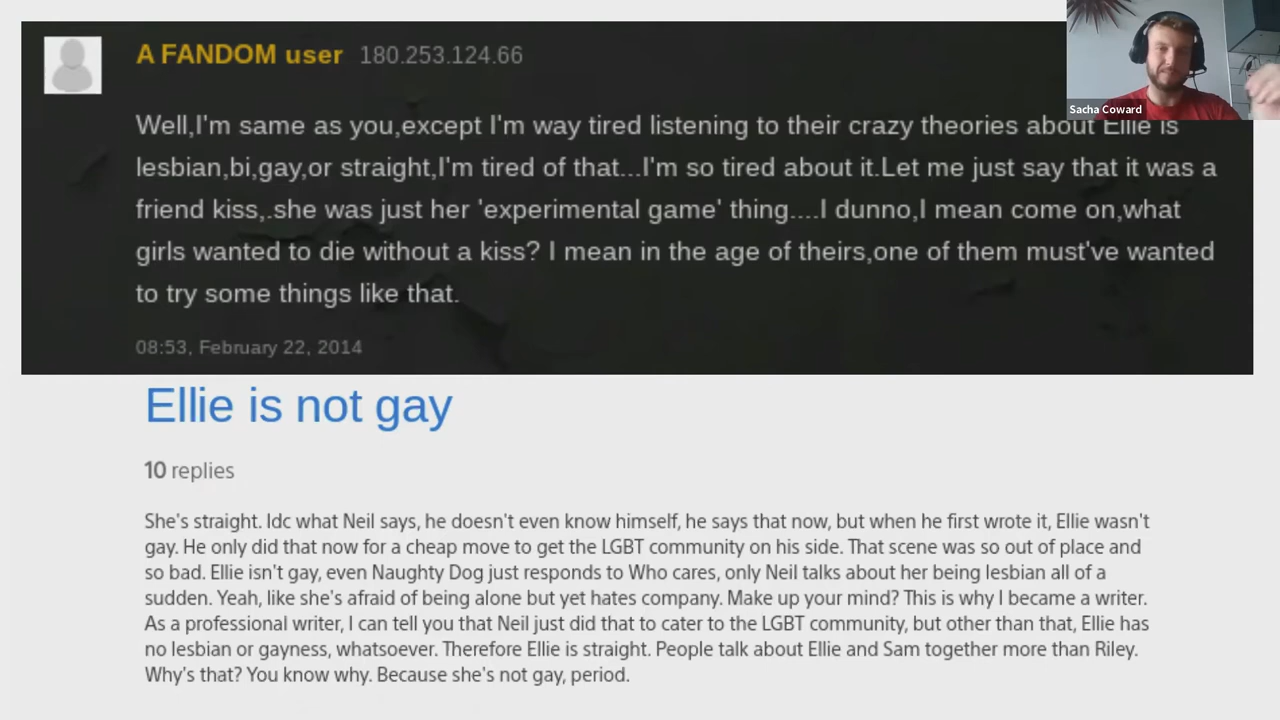 A FANDOM user 180.253.124.66
Sacha Coward
Well,I'm same as you,except I'm way tired listening to their crazy theories about Ellie is
lesbian,bi,gay,or straight,I'm tired of that...I'm so tired about it.Let me just say that it was a
friend kiss,.she was just her 'experimental game' thing....I dunno,I mean come on,what
girls wanted to die without a kiss? I mean in the age of theirs,one of them must've wanted
to try some things like that.
08:53, February 22, 2014
Ellie is not gay
10 replies
She's straight. Idc what Neil says, he doesn't even know himself, he says that now, but when he first wrote it, Ellie wasn't
gay. He only did that now for a cheap move to get the LGBT community on his side. That scene was so out of place and
so bad. Ellie isn't gay, even Naughty Dog just responds to Who cares, only Neil talks about her being lesbian all of a
sudden. Yeah, like she's afraid of being alone but yet hates company. Make up your mind? This is why I became a writer.
As a professional writer, I can tell you that Neil just did that to cater to the LGBT community, but other than that, Ellie has
no lesbian or gayness, whatsoever. Therefore Ellie is straight. People talk about Ellie and Sam together more than Riley.
Why's that? You know why. Because she's not gay, period.